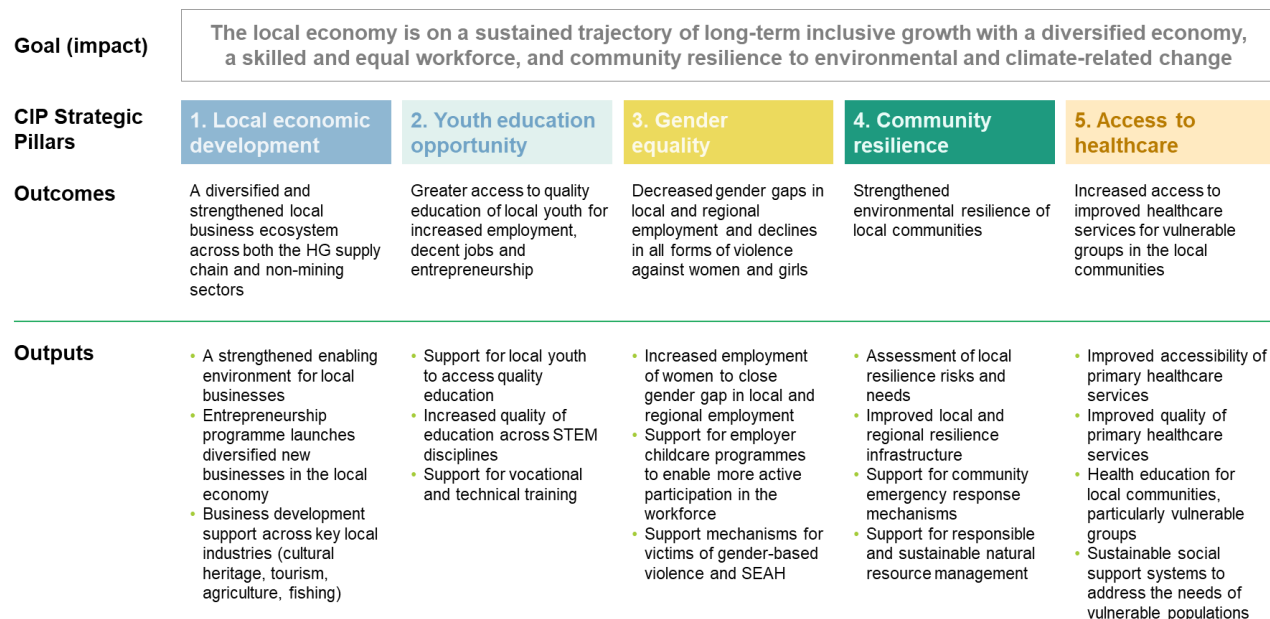 Goal (impact)
The local economy is on a sustained trajectory of long-term inclusive growth with a diversified economy,
a skilled and equal workforce, and community resilience to environmental and climate-related change
CIP Strategic
Pillars
1. Local economic
development
2. Youth education
opportunity
3. Gender
equality
4. Community
resilience
5. Access to
healthcare
Outcomes
A diversified and
strengthened local
business ecosystem
across both the HG supply
chain and non-mining
sectors
Greater access to quality
education of local youth for
increased employment,
decent jobs and
entrepreneurship
Decreased gender gaps in
local and regional
employment and declines
in all forms of violence
against women and girls
Strengthened
environmental resilience of
local communities
Increased access to
improved healthcare
services for vulnerable
groups in the local
communities
Outputs
• A strengthened enabling
environment for local
businesses
• Entrepreneurship
programme launches
diversified new
businesses in the local
economy
• Business development
support across key local
industries (cultural
heritage, tourism,
agriculture, fishing)
• Support for local youth
to access quality
education
• Increased quality of
education across STEM
disciplines
• Support for vocational
and technical training
• Increased employment
of women to close
gender gap in local and
regional employment
• Support for employer
childcare programmes
to enable more active
participation in the
workforce
• Support mechanisms for
victims of gender-based
violence and SEAH
• Assessment of local
resilience risks and
needs
• Improved local and
regional resilience
infrastructure
• Support for community
emergency response
mechanisms
• Support for responsible
and sustainable natural
resource management
• Improved accessibility of
primary healthcare
services
• Improved quality of
primary healthcare
services
• Health education for
local communities,
particularly vulnerable
groups
• Sustainable social
support systems to
address the needs of
vulnerable populations